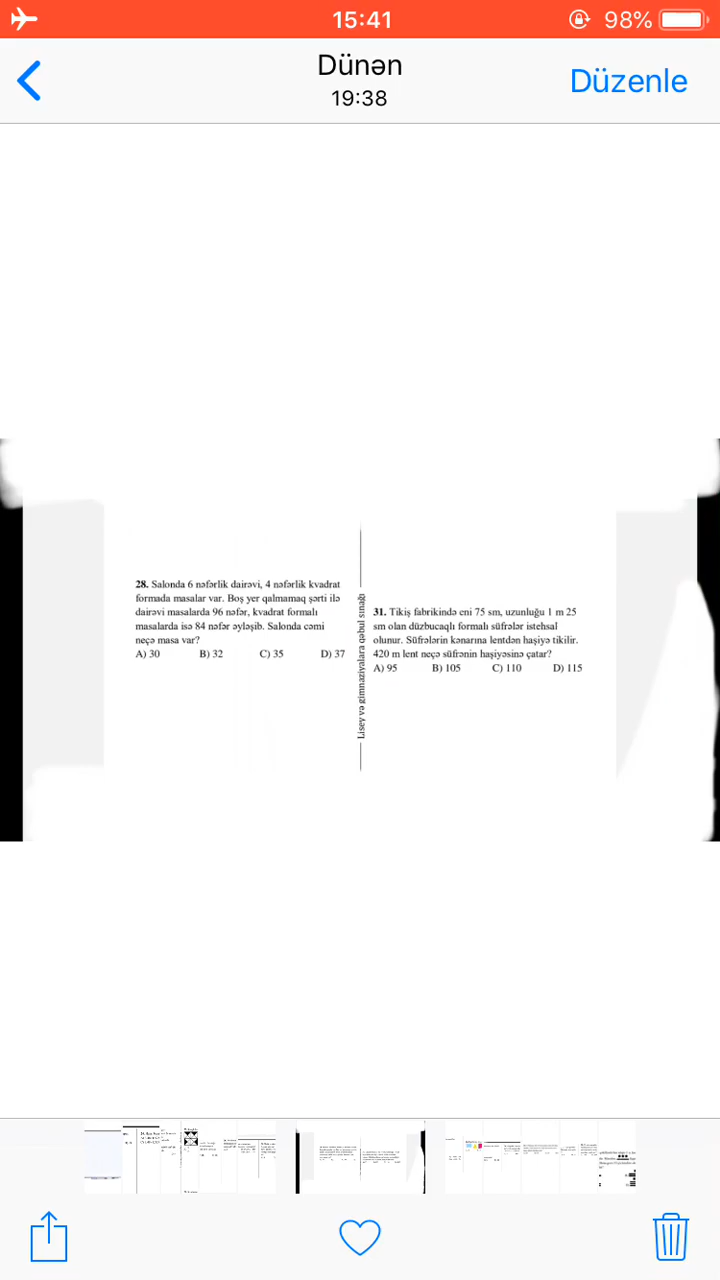 15:41
98%
Dünən
19:38
Düzenle
28. Salonda 6 nəfərlik dairəvi, 4 nəfərlik kvadrat
formada masalar var. Boş yer qalmamaq şərti ilə
dairəvi masalarda 96 nəfər, kvadrat formalı
masalarda isə 84 nəfər əyləşib. Salonda cəmi
neçə masa var?
A) 30 B) 32 C) 35 D) 37
Lisey və gimnaziyalara qəbul sınağı
31. Tikiş fabrikində eni 75 sm, uzunluğu 1 m 25
sm olan düzbucaqlı formalı süfrələr istehsal
olunur. Süfrələrin kənarına lentdən haşiyə tikilir.
420 m lent neçə süfrənin haşiyəsinə çatar?
A) 95 B) 105 C) 110 D) 115